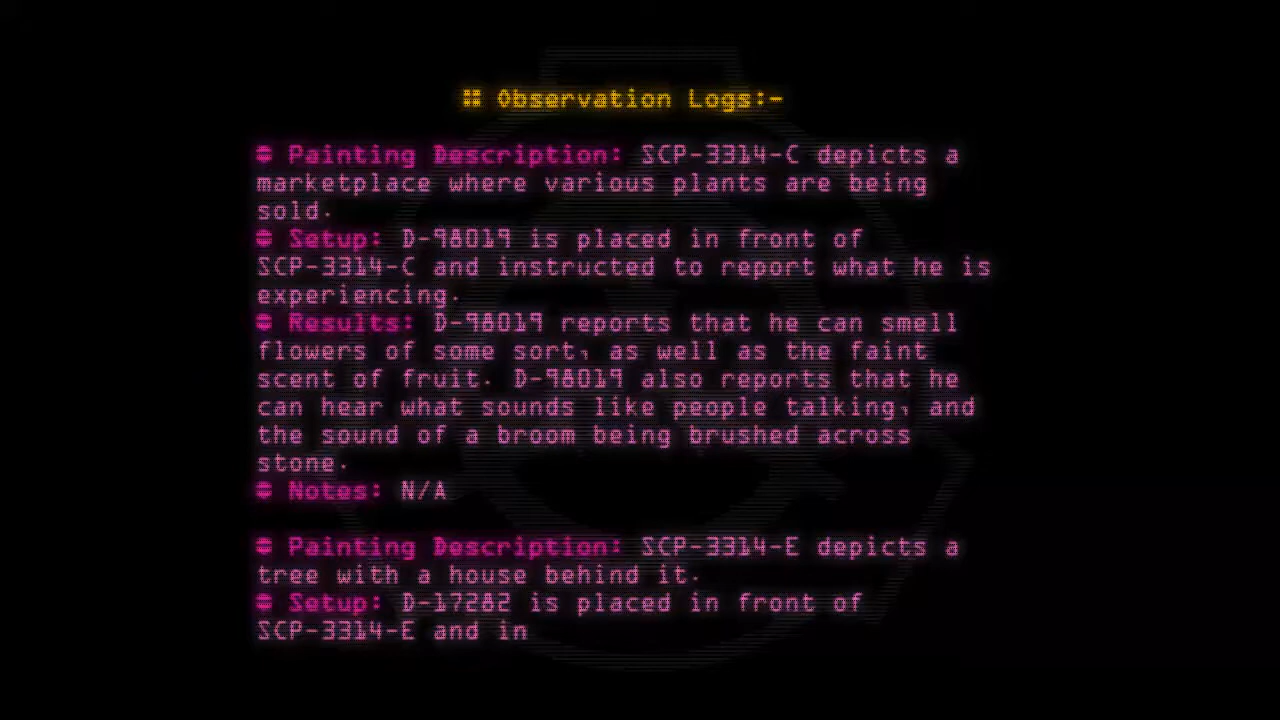 # Observation Logs:-
= Painting Description: SCP-3314-C depicts a
marketplace where various plants are being
sold.
= Setup: D-98019 is placed in front of
SCP-3314-C and instructed to report what he is
experiencing.
= Results: D-98019 reports that he can smell
flowers of some sort, as well as the faint
scent of fruit. D-98019 also reports that he
can hear what sounds like people talking, and
the sound of a broom being brushed across
stone.
= Notes: N/A
= Painting Description: SCP-3314-E depicts a
tree with a house behind it.
= Setup: D-17282 is placed in front of
SCP-3314-E and in